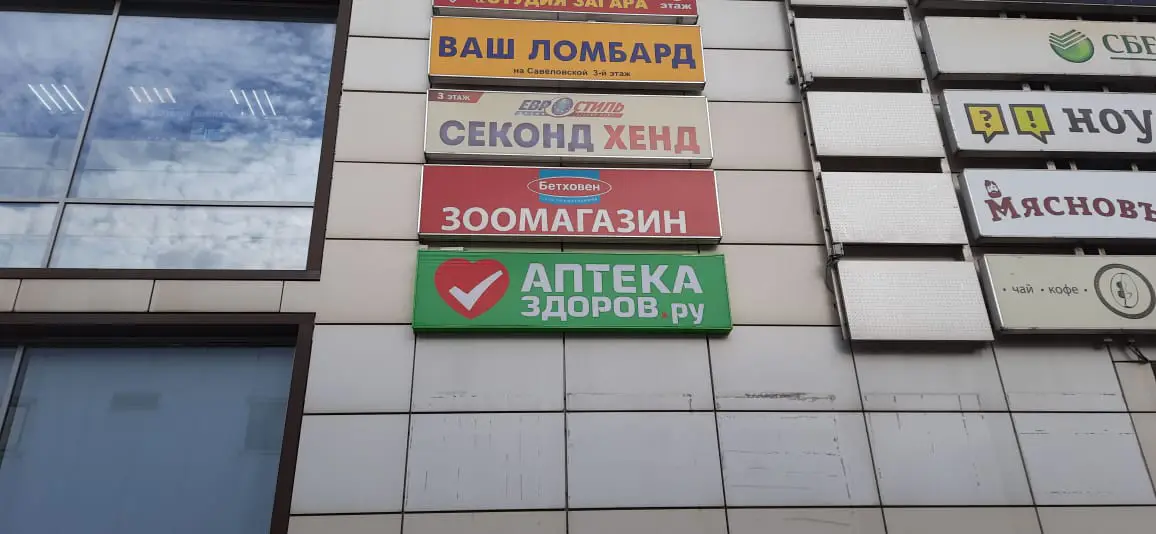 СТУДИЯ ЗАГАРА этаж
ВАШ ЛОМБАРД
на Савёловской 3-й этаж
3 ЭТАЖ
ЕВРОСТИЛЬ
СЕКОНД ХЕНД
Бетховен
ЗООМАГАЗИН
АПТЕКА
ЗДОРОВ.РУ
СБЕ
?! НОУ
МЯСНОВЪ
· чай · кофе ·